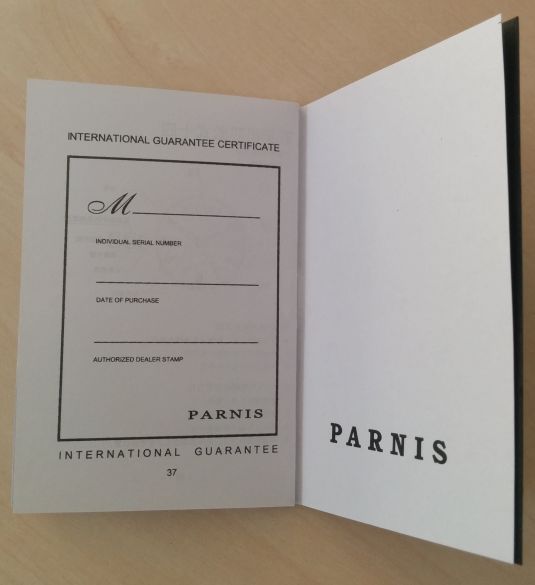 INTERNATIONAL GUARANTEE CERTIFICATE
M
INDIVIDUAL SERIAL NUMBER
DATE OF PURCHASE
AUTHORIZED DEALER STAMP
PARNIS
INTERNATIONAL GUARANTEE
37
PARNIS